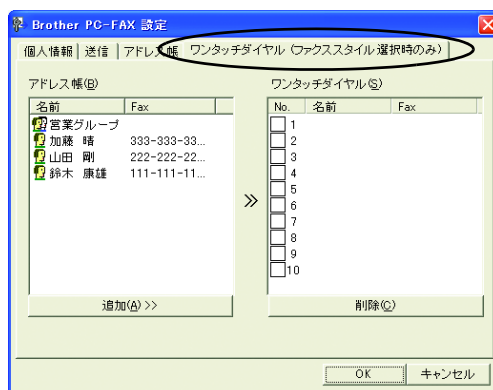 Brother PC-FAX 設定
個人情報 送信 アドレス帳 ワンタッチダイヤル (ファクススタイル選択時のみ)
アドレス帳(B)
名前 Fax
営業グループ
加藤 晴 333-333-33...
山田 剛 222-222-22...
鈴木 康雄 111-111-11...
追加(A) >>
»
ワンタッチダイヤル(S)
No. 名前 Fax
1
2
3
4
5
6
7
8
9
10
削除(C)
OK キャンセル